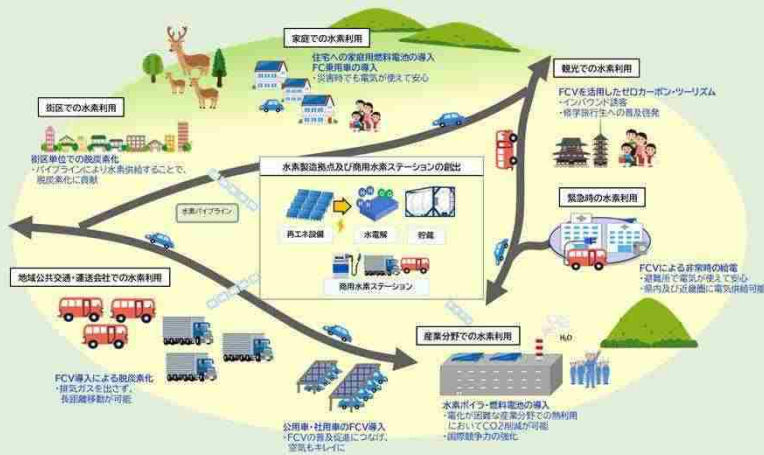 家庭での水素利用
住宅への家庭用燃料電池の導入
FC乗用車の導入
・災害時でも電気が使えて安心
観光での水素利用
FCVを活用したゼロカーボン・ツーリズム
・インバウンド誘客
・修学旅行生への普及啓発
街区での水素利用
街区単位での脱炭素化
・パイプラインにより水素供給することで、
脱炭素化に貢献
水素製造拠点及び商用水素ステーションの創出
再エネ設備
水電解
貯蔵
商用水素ステーション
水素パイプライン
緊急時の水素利用
FCVによる非常時の給電
・避難所で電気が使えて安心
・県内及び近畿圏に電気供給可能
地域公共交通・運送会社での水素利用
FCV導入による脱炭素化
・排気ガスを出さず、
長距離移動が可能
公用車・社用車のFCV導入
・FCVの普及促進につなげ、
空気もキレイに
産業分野での水素利用
H₂O
水素ボイラ・燃料電池の導入
・電化が困難な産業分野での熱利用
においてCO2削減が可能
・国際競争力の強化